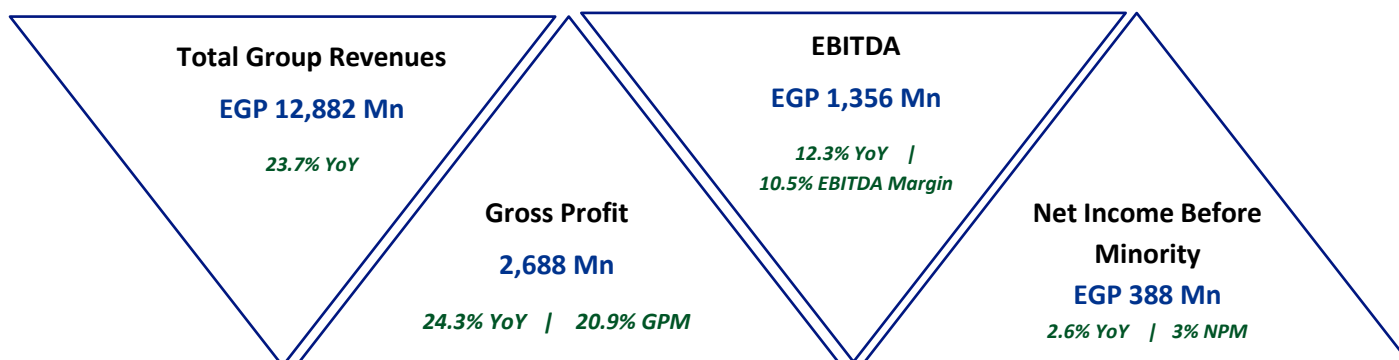 Total Group Revenues
EGP 12,882 Mn
23.7% YoY
Gross Profit
2,688 Mn
24.3% YoY | 20.9% GPM
EBITDA
EGP 1,356 Mn
12.3% YoY |
10.5% EBITDA Margin
Net Income Before
Minority
EGP 388 Mn
2.6% YoY | 3% NPM